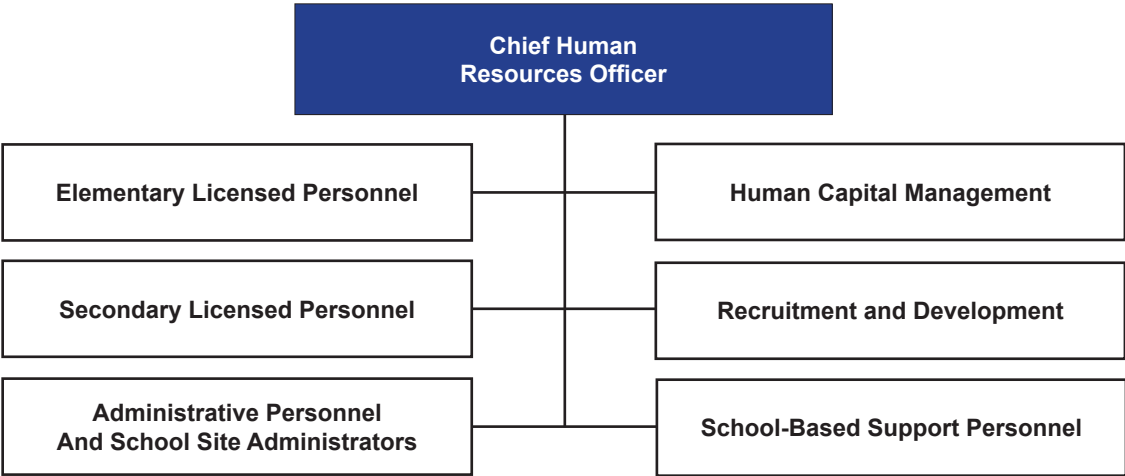 Chief Human
Resources Officer
Elementary Licensed Personnel
Human Capital Management
Secondary Licensed Personnel
Recruitment and Development
Administrative Personnel
And School Site Administrators
School-Based Support Personnel